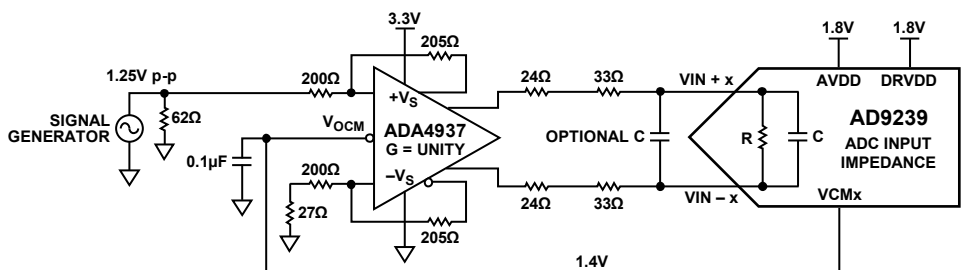 3.3V
205Ω
1.8V
1.8V
1.25V p-p
200Ω
24Ω
33Ω
VIN + x
AVDD
DRVDD
+VS
SIGNAL
GENERATOR
62Ω
VOCM
ADA4937
G = UNITY
OPTIONAL C
R
C
AD9239
ADC INPUT
IMPEDANCE
0.1µF
200Ω
–VS
27Ω
205Ω
24Ω
33Ω
VIN – x
VCMx
1.4V